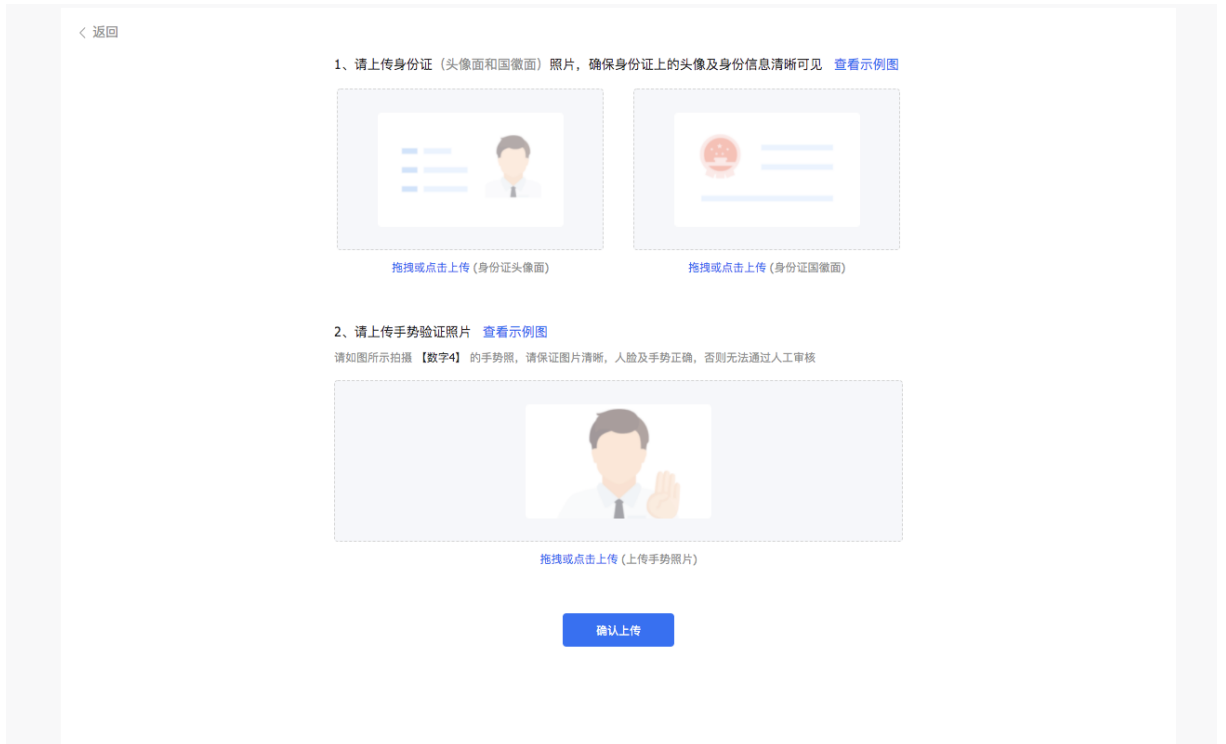 < 返回
1、请上传身份证（头像面和国徽面）照片，确保身份证上的头像及身份信息清晰可见 查看示例图
拖拽或点击上传 (身份证头像面)
拖拽或点击上传 (身份证国徽面)
2、请上传手势验证照片 查看示例图
请如图所示拍摄 【数字4】 的手势照，请保证图片清晰，人脸及手势正确，否则无法通过人工审核
拖拽或点击上传 (上传手势照片)
确认上传